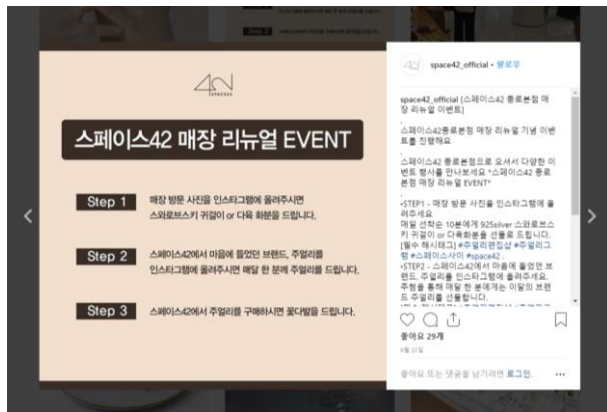 42
SPACE42
스페이스42 매장 리뉴얼 EVENT
Step 1
매장 방문 사진을 인스타그램에 올려주시면
스와로브스키 귀걸이 or 다육 화분을 드립니다.
Step 2
스페이스42에서 마음에 들었던 브랜드, 주얼리를
인스타그램에 올려주시면 매달 한 분께 주얼리를 드립니다.
Step 3
스페이스42에서 주얼리를 구매하시면 꽃다발을 드립니다.
space42_official • 팔로우
space42_official [스페이스42 종로본점 매
장 리뉴얼 이벤트]
.
스페이스42종로본점 매장 리뉴얼 기념 이벤
트를 진행해요
.
스페이스42 종로본점으로 오셔서 다양한 이
벤트 행사를 만나보세요 *스페이스42 종로
본점 매장 리뉴얼 EVENT*
.
•STEP1 - 매장 방문 사진을 인스타그램에 올
려주세요
매일 선착순 10분에게 925silver 스와로브스
키 귀걸이 or 다육화분을 선물로 드립니다.
[필수 해시태그] #주얼리편집샵 #주얼리그
램 #스페이스사이 #space42 .
•STEP2 - 스페이스42에서 마음에 들었던 브
랜드, 주얼리를 인스타그램에 올려주세요.
추첨을 통해 매달 한 분에게는 이달의 브랜
드 주얼리를 선물합니다.
좋아요 29개
좋아요 또는 댓글을 남기려면 로그인.